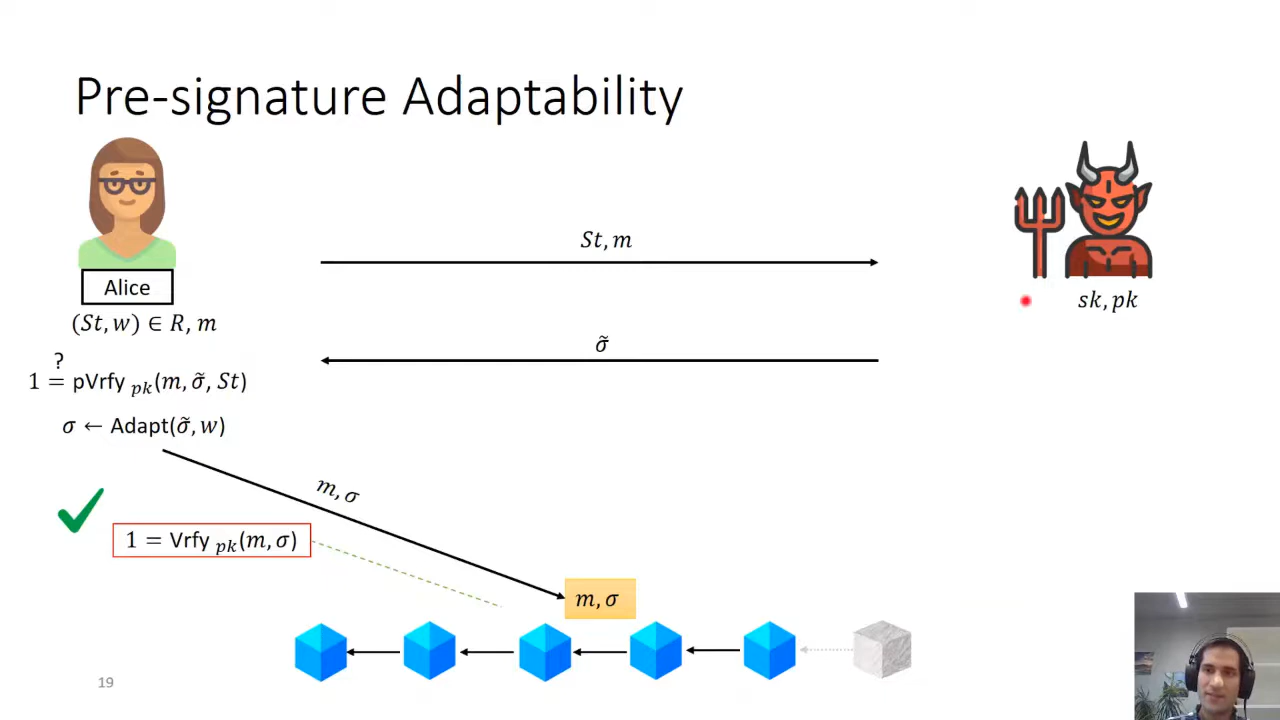 Pre-signature Adaptability
St, m
Alice
sk, pk
(St, w) ∈ R, m
σ̃
?
1 = pVrfy pk(m, σ̃, St)
σ ← Adapt(σ̃, w)
m, σ
1 = Vrfy pk(m, σ)
m, σ
19